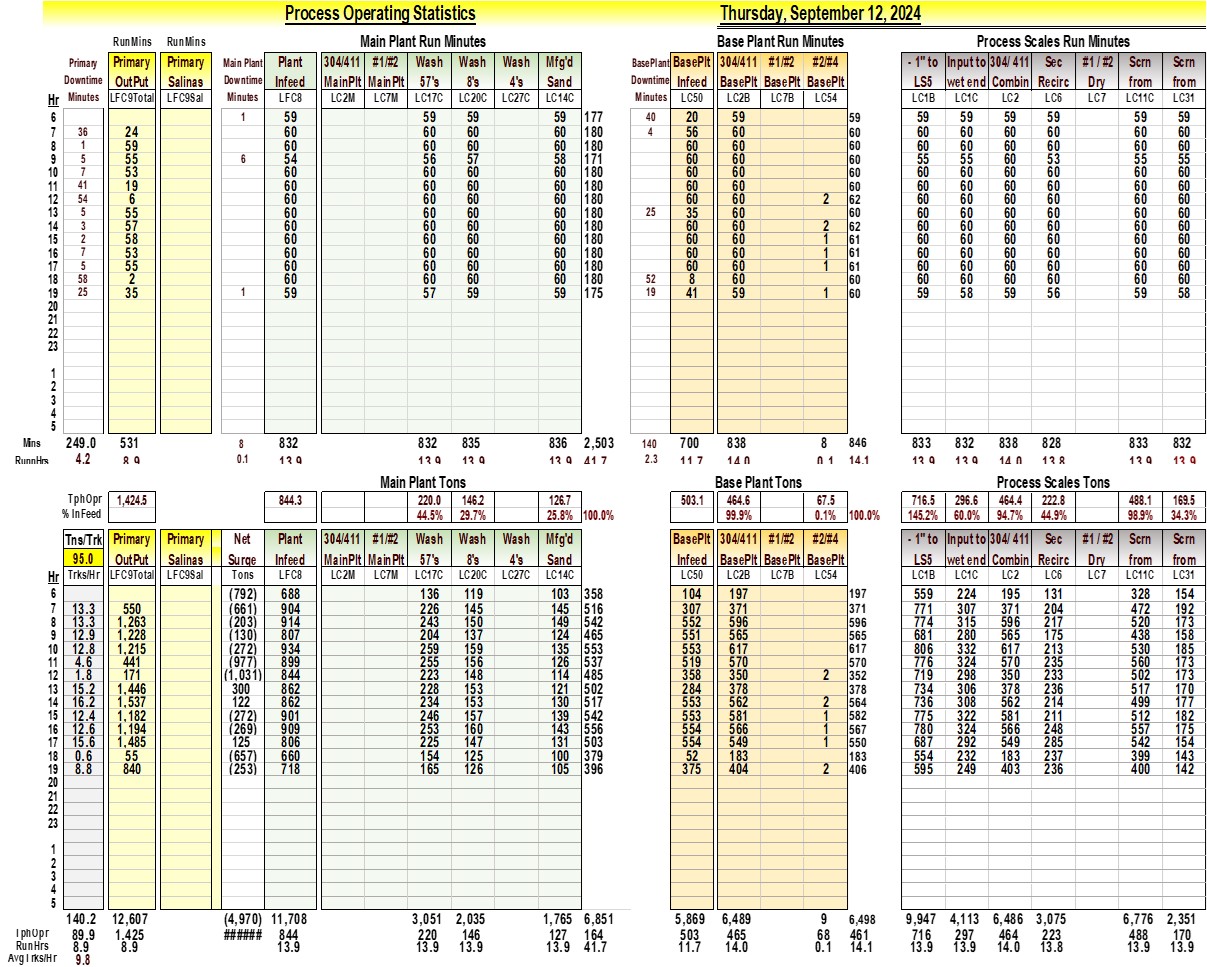 Process Operating Statistics Thursday, September 12, 2024
RunMins RunMins Main Plant Run Minutes Base Plant Run Minutes Process Scales Run Minutes
Primary Primary Primary Main Plant Plant 304/411 #1/#2 Wash Wash Wash Mfg'd BasePlant BasePlt 304/411 #1/#2 #2/#4 - 1" to Input to 304/ 411 Sec #1 / #2 Scrn Scrn
Downtime OutPut Salinas Downtime Infeed MainPlt MainPlt 57's 8's 4's Sand Downtime Infeed BasePlt BasePlt BasePlt LS5 wet end Combin Recirc Dry from from
Hr Minutes LFC9Total LFC9Sal Minutes LFC8 LC2M LC7M LC17C LC20C LC27C LC14C Minutes LC50 LC2B LC7B LC54 LC1B LC1C LC2 LC6 LC7 LC11C LC31
6 1 59 59 59 59 177 40 20 59 59 59 59 59 59 59 59
7 36 24 60 60 60 60 180 4 56 60 60 60 60 60 60 60 60
8 1 59 60 60 60 60 180 60 60 60 60 60 60 60 60 60
9 5 55 6 54 56 57 58 171 60 60 60 55 55 60 53 55 55
10 7 53 60 60 60 60 180 60 60 60 60 60 60 60 60 60
11 41 19 60 60 60 60 180 60 60 60 60 60 60 60 60 60
12 54 6 60 60 60 60 180 60 60 2 62 60 60 60 60 60 60
13 5 55 60 60 60 60 180 25 35 60 60 60 60 60 60 60 60
14 3 57 60 60 60 60 180 60 60 2 62 60 60 60 60 60 60
15 2 58 60 60 60 60 180 60 60 1 61 60 60 60 60 60 60
16 7 53 60 60 60 60 180 60 60 1 61 60 60 60 60 60 60
17 5 55 60 60 60 60 180 60 60 1 61 60 60 60 60 60 60
18 58 2 60 60 60 60 180 52 8 60 60 60 60 60 60 60 60
19 25 35 1 59 57 59 59 175 19 41 59 1 60 59 58 59 56 59 58
20
21
22
23
1
2
3
4
5
Mins 249.0 531 8 832 832 835 836 2,503 140 700 838 8 846 833 832 838 828 833 832
RunnHrs 4.2 8.9 0.1 13.9 13.9 13.9 13.9 41.7 2.3 11.7 14.0 0.1 14.1 13.9 13.9 14.0 13.8 13.9 13.9
Main Plant Tons Base Plant Tons Process Scales Tons
TphOpr 1,424.5 844.3 220.0 146.2 126.7 503.1 464.6 67.5 716.5 296.6 464.4 222.8 488.1 169.5
% InFeed 44.5% 29.7% 25.8% 100.0% 99.9% 0.1% 100.0% 145.2% 60.0% 94.7% 44.9% 98.9% 34.3%
Tns/Trk Primary Primary Net Plant 304/411 #1/#2 Wash Wash Wash Mfg'd BasePlt 304/411 #1/#2 #2/#4 - 1" to Input to 304/ 411 Sec #1 / #2 Scrn Scrn
95.0 OutPut Salinas Surge Infeed MainPlt MainPlt 57's 8's 4's Sand Infeed BasePlt BasePlt BasePlt LS5 wet end Combin Recirc Dry from from
Hr Trks/Hr LFC9Total LFC9Sal Tons LFC8 LC2M LC7M LC17C LC20C LC27C LC14C LC50 LC2B LC7B LC54 LC1B LC1C LC2 LC6 LC7 LC11C LC31
6 (792) 688 136 119 103 358 104 197 197 559 224 195 131 328 154
7 13.3 550 (661) 904 226 145 145 516 307 371 371 771 307 371 204 472 192
8 13.3 1,263 (203) 914 243 150 149 542 552 596 596 774 315 596 217 520 173
9 12.9 1,228 (130) 807 204 137 124 465 551 565 565 681 280 565 175 438 158
10 12.8 1,215 (272) 934 259 159 135 553 553 617 617 806 332 617 213 530 185
11 4.6 441 (977) 899 255 156 126 537 519 570 570 776 324 570 235 560 173
12 1.8 171 (1,031) 844 223 148 114 485 358 350 2 352 719 298 350 233 502 173
13 15.2 1,446 300 862 228 153 121 502 284 378 378 734 306 378 236 517 170
14 16.2 1,537 122 862 234 153 130 517 553 562 2 564 736 308 562 214 499 177
15 12.4 1,182 (272) 901 246 157 139 542 553 581 1 582 775 322 581 211 512 182
16 12.6 1,194 (269) 909 253 160 143 556 554 566 1 567 780 324 566 248 557 175
17 15.6 1,485 125 806 225 147 131 503 554 549 1 550 687 292 549 285 542 154
18 0.6 55 (657) 660 154 125 100 379 52 183 183 554 232 183 237 399 143
19 8.8 840 (253) 718 165 126 105 396 375 404 2 406 595 249 403 236 400 142
20
21
22
23
1
2
3
4
5
140.2 12,607 (4,970) 11,708 3,051 2,035 1,765 6,851 5,869 6,489 9 6,498 9,947 4,113 6,486 3,075 6,776 2,351
TphOpr 89.9 1,425 ###### 844 220 146 127 164 503 465 68 461 716 297 464 223 488 170
RunHrs 8.9 8.9 13.9 13.9 13.9 13.9 41.7 11.7 14.0 0.1 14.1 13.9 13.9 14.0 13.8 13.9 13.9
AvgTrks/Hr 9.8